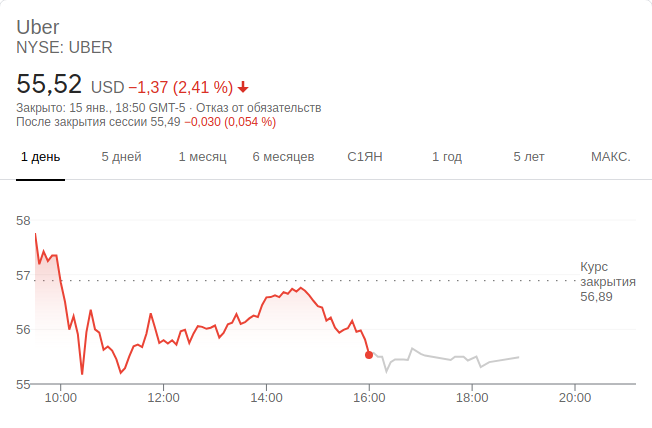 Uber
NYSE: UBER
55,52 USD −1,37 (2,41 %)
Закрыто: 15 янв., 18:50 GMT-5 · Отказ от обязательств
После закрытия сессии 55,49 −0,030 (0,054 %)
1 день 5 дней 1 месяц 6 месяцев С1ЯН 1 год 5 лет МАКС.
58
57
56
55
Курс
закрытия
56,89
10:00 12:00 14:00 16:00 18:00 20:00